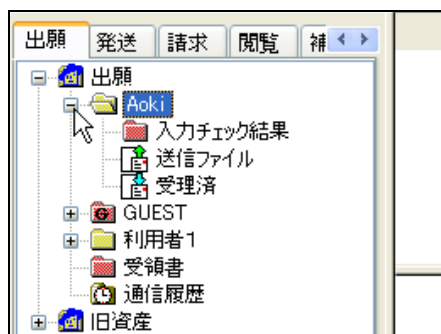 出願 発送 請求 閲覧 補
出願
Aoki
入力チェック結果
送信ファイル
受理済
GUEST
利用者1
受領書
通信履歴
旧資産